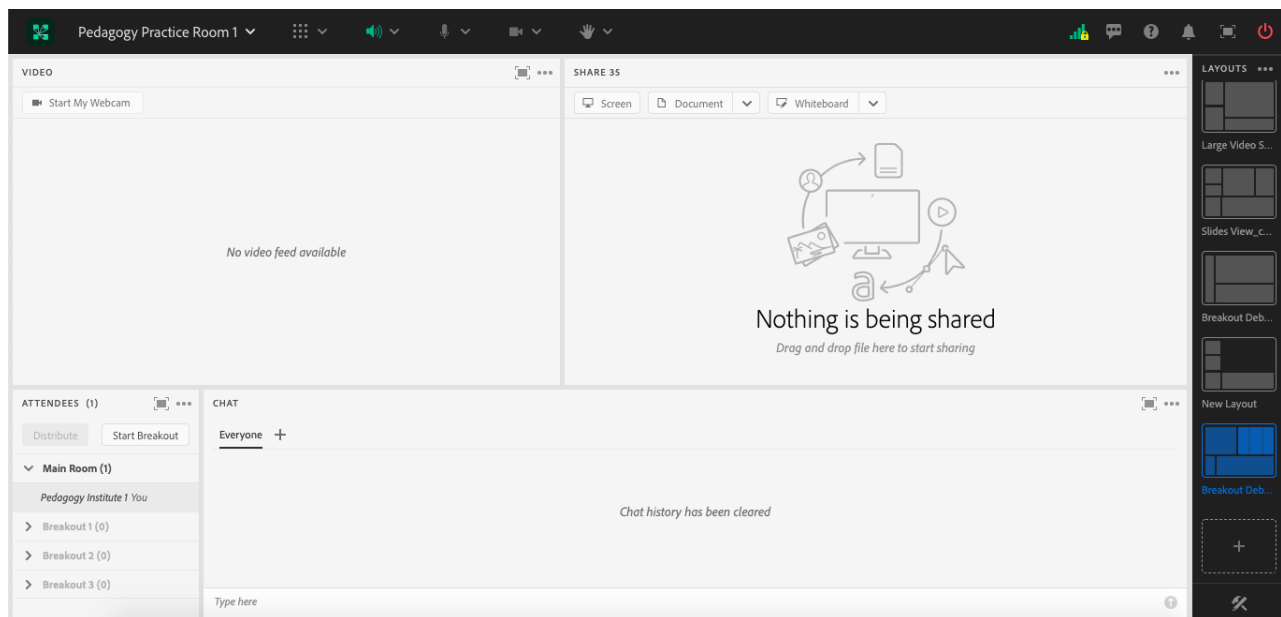 Pedagogy Practice Room 1
VIDEO
Start My Webcam
No video feed available
SHARE 35
Screen
Document
Whiteboard
Nothing is being shared
Drag and drop file here to start sharing
ATTENDEES (1)
Distribute
Start Breakout
Main Room (1)
Pedagogy Institute 1 You
Breakout 1 (0)
Breakout 2 (0)
Breakout 3 (0)
CHAT
Everyone
Chat history has been cleared
Type here
LAYOUTS
Large Video S...
Slides View_c...
Breakout Deb...
New Layout
Breakout Deb...